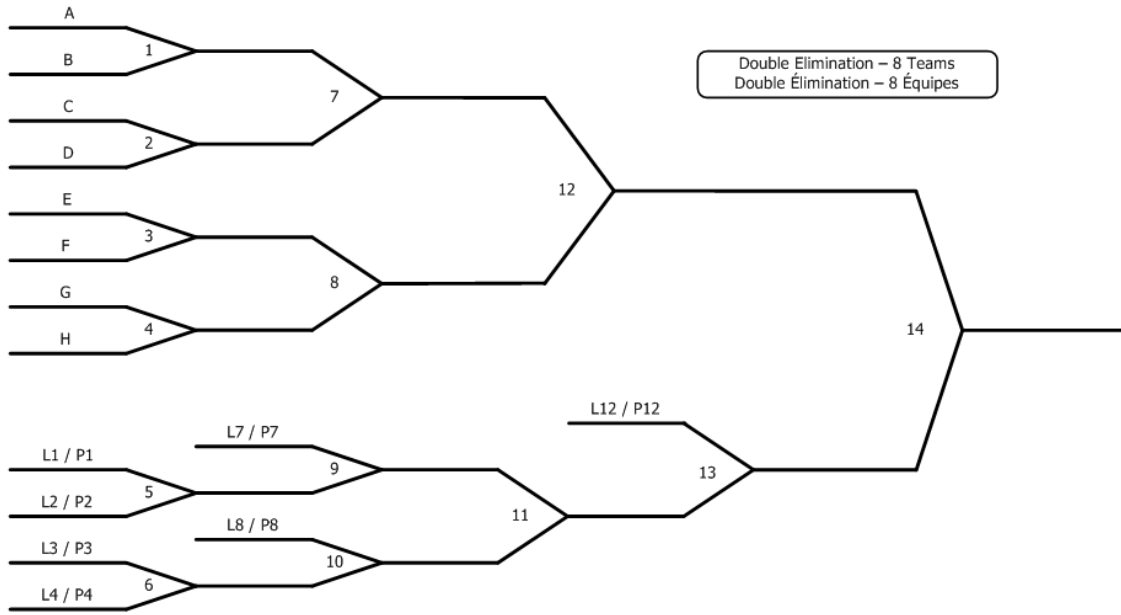 A
1
B
Double Elimination – 8 Teams
Double Élimination – 8 Équipes
7
C
2
D
12
E
3
F
8
G
4
H
14
L12 / P12
L7 / P7
L1 / P1
9
13
5
L2 / P2
11
L8 / P8
L3 / P3
10
6
L4 / P4